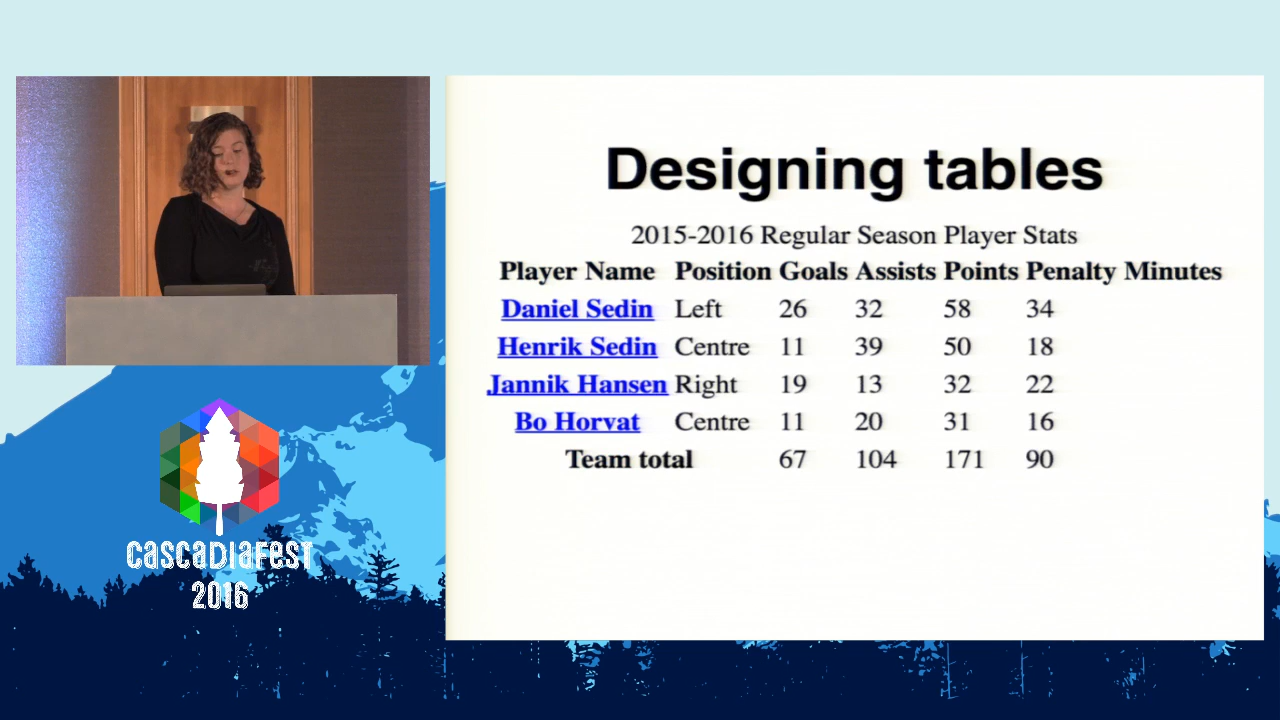 Designing tables
2015-2016 Regular Season Player Stats
Player Name Position Goals Assists Points Penalty Minutes
Daniel Sedin Left 26 32 58 34
Henrik Sedin Centre 11 39 50 18
Jannik Hansen Right 19 13 32 22
Bo Horvat Centre 11 20 31 16
Team total 67 104 171 90
CASCADIAFEST
2016